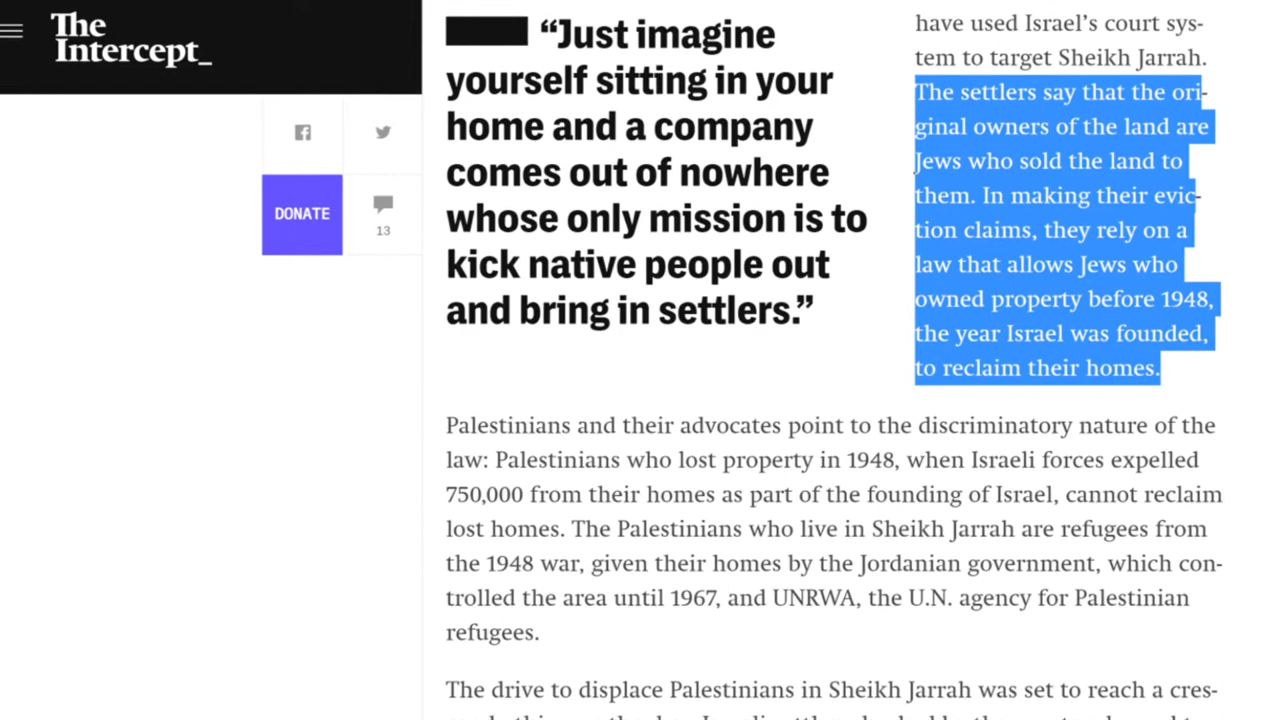 The
Intercept_
DONATE
13
“Just imagine
yourself sitting in your
home and a company
comes out of nowhere
whose only mission is to
kick native people out
and bring in settlers.”
have used Israel’s court sys-
tem to target Sheikh Jarrah.
The settlers say that the ori-
ginal owners of the land are
Jews who sold the land to
them. In making their evic-
tion claims, they rely on a
law that allows Jews who
owned property before 1948,
the year Israel was founded,
to reclaim their homes.
Palestinians and their advocates point to the discriminatory nature of the
law: Palestinians who lost property in 1948, when Israeli forces expelled
750,000 from their homes as part of the founding of Israel, cannot reclaim
lost homes. The Palestinians who live in Sheikh Jarrah are refugees from
the 1948 war, given their homes by the Jordanian government, which con-
trolled the area until 1967, and UNRWA, the U.N. agency for Palestinian
refugees.
The drive to displace Palestinians in Sheikh Jarrah was set to reach a cres-